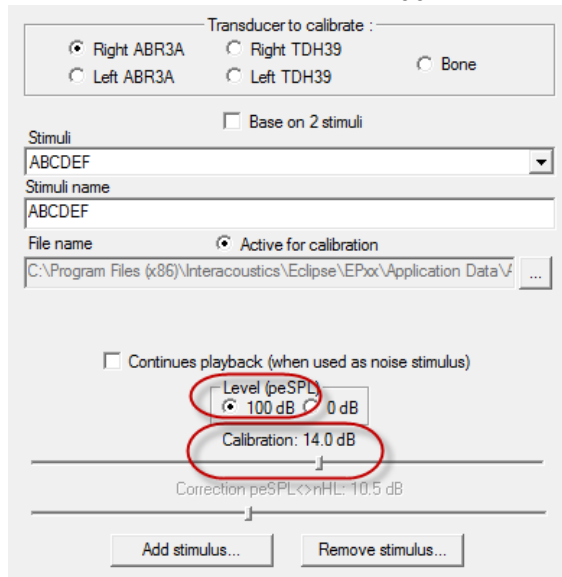 Transducer to calibrate :
Right ABR3A Right TDH39 Bone
Left ABR3A Left TDH39
Base on 2 stimuli
Stimuli
ABCDEF
Stimuli name
ABCDEF
File name Active for calibration
C:\Program Files (x86)\Interacoustics\Eclipse\EPxx\Application Data\A ...
Continues playback (when used as noise stimulus)
Level (peSPL)
100 dB 0 dB
Calibration: 14.0 dB
Correction peSPL<>nHL: 10.5 dB
Add stimulus... Remove stimulus...